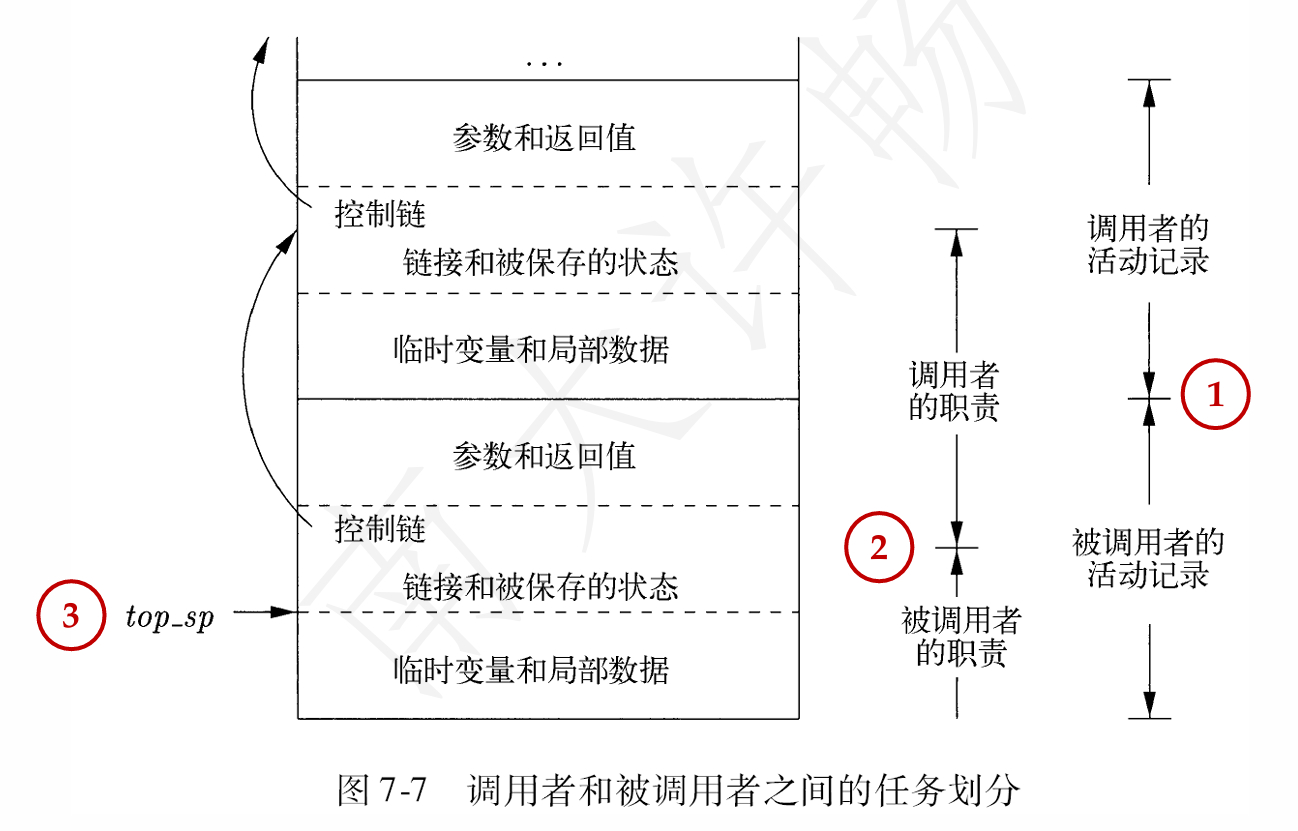 ...
参数和返回值
控制链
链接和被保存的状态
临时变量和局部数据
参数和返回值
控制链
链接和被保存的状态
临时变量和局部数据
3 top_sp
调用者
的职责
2
被调用者
的职责
调用者的
活动记录
1
被调用者的
活动记录
图 7-7 调用者和被调用者之间的任务划分
南大许畅